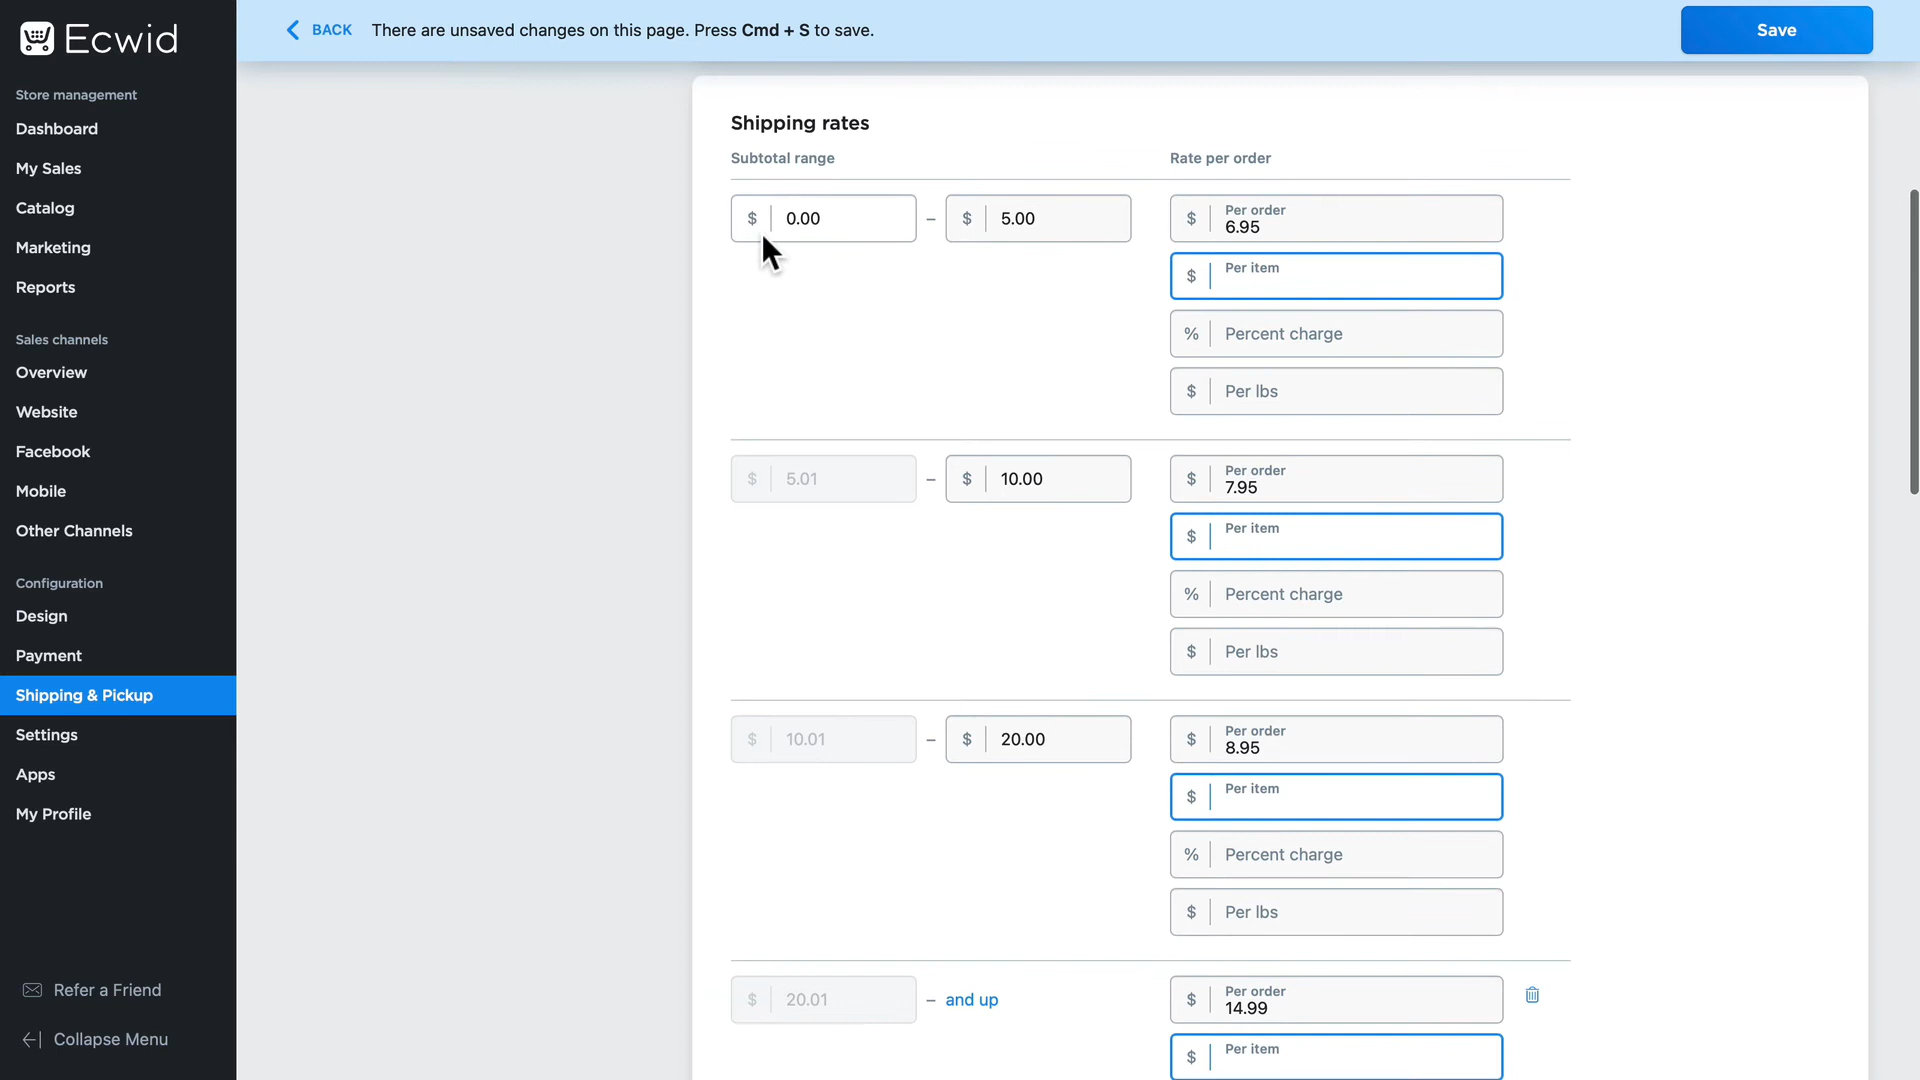 Ecwid
BACK There are unsaved changes on this page. Press Cmd + S to save.
Save
Store management
Dashboard
My Sales
Catalog
Marketing
Reports
Sales channels
Overview
Website
Facebook
Mobile
Other Channels
Configuration
Design
Payment
Shipping & Pickup
Settings
Apps
My Profile
Refer a Friend
Collapse Menu
Shipping rates
Subtotal range Rate per order
$ 0.00 – $ 5.00
$ Per order
6.95
$ Per item
% Percent charge
$ Per lbs
$ 5.01 – $ 10.00
$ Per order
7.95
$ Per item
% Percent charge
$ Per lbs
$ 10.01 – $ 20.00
$ Per order
8.95
$ Per item
% Percent charge
$ Per lbs
$ 20.01 – and up
$ Per order
14.99
$ Per item